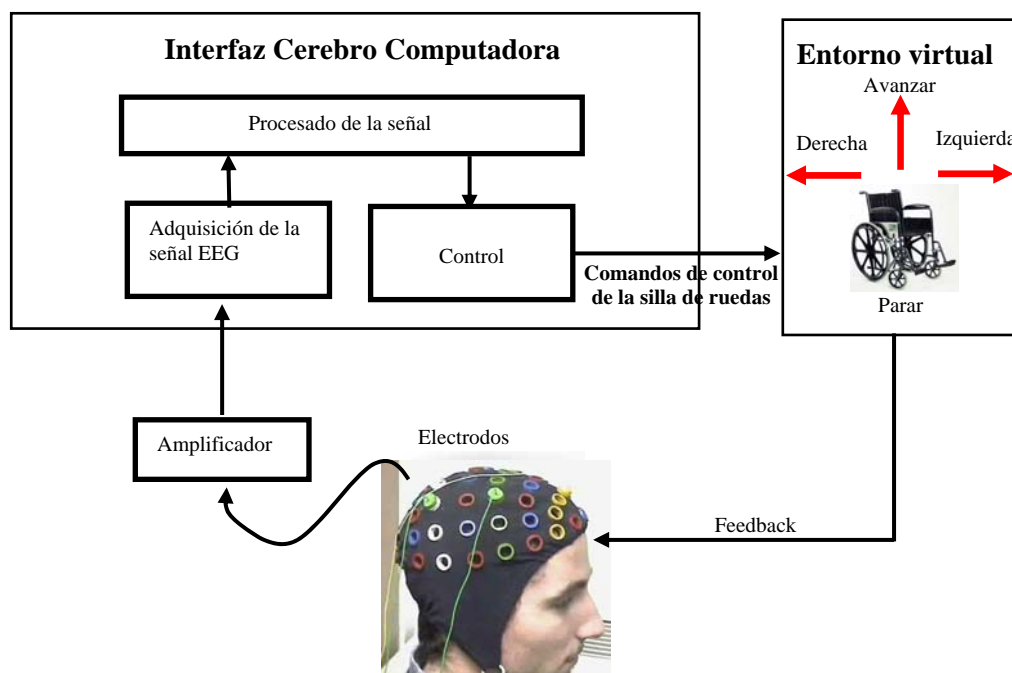 Interfaz Cerebro Computadora
Procesado de la señal
Adquisición de la
señal EEG
Control
Comandos de control
de la silla de ruedas
Entorno virtual
Avanzar
Derecha
Izquierda
Parar
Amplificador
Electrodos
Feedback